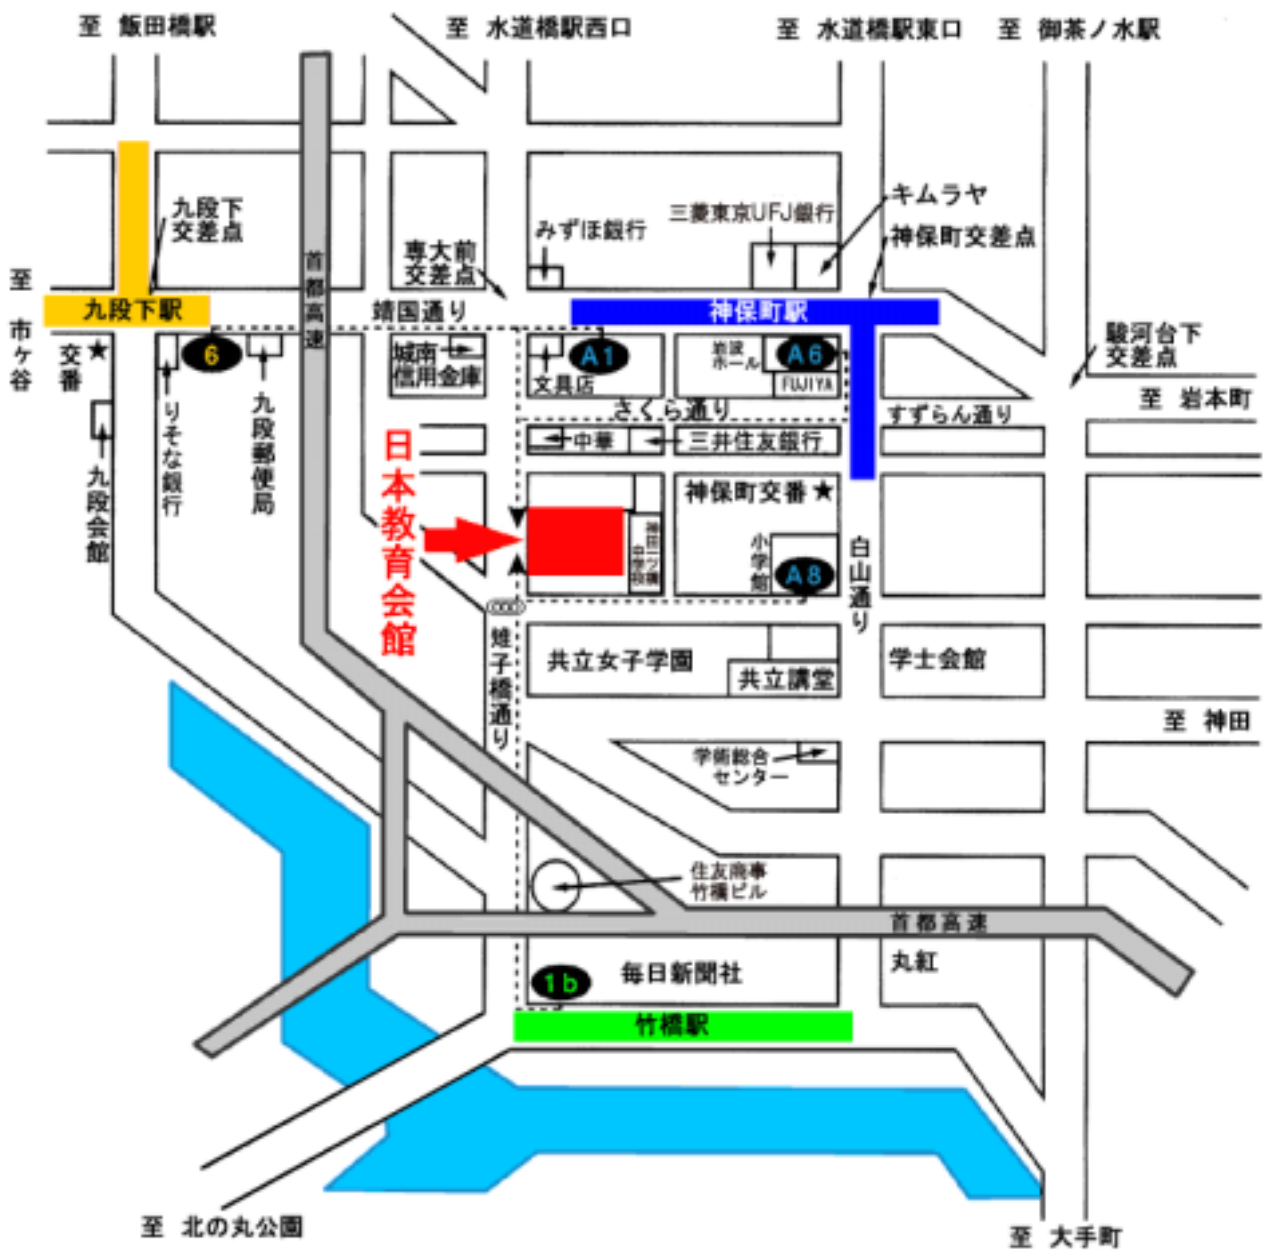 至 飯田橋駅
至 水道橋駅西口
至 水道橋駅東口
至 御茶ノ水駅
九段下
交差点
首都高速
専大前
交差点
みずほ銀行
三菱東京UFJ銀行
キムラヤ
神保町交差点
至 市ヶ谷
九段下駅
靖国通り
神保町駅
駿河台下
交差点
交番★
りそな銀行
6
九段郵便局
城南
信用金庫
文具店
A1
岩波
ホール
A6
FUJIYA
至 岩本町
さくら通り
すずらん通り
九段会館
中華
三井住友銀行
日本教育会館
神保町交番★
神田一ツ橋
中学校
小学館
A8
白山通り
雉子橋通り
共立女子学園
共立講堂
学士会館
至 神田
学術総合
センター
住友商事
竹橋ビル
首都高速
丸紅
毎日新聞社
1b
竹橋駅
至 北の丸公園
至 大手町